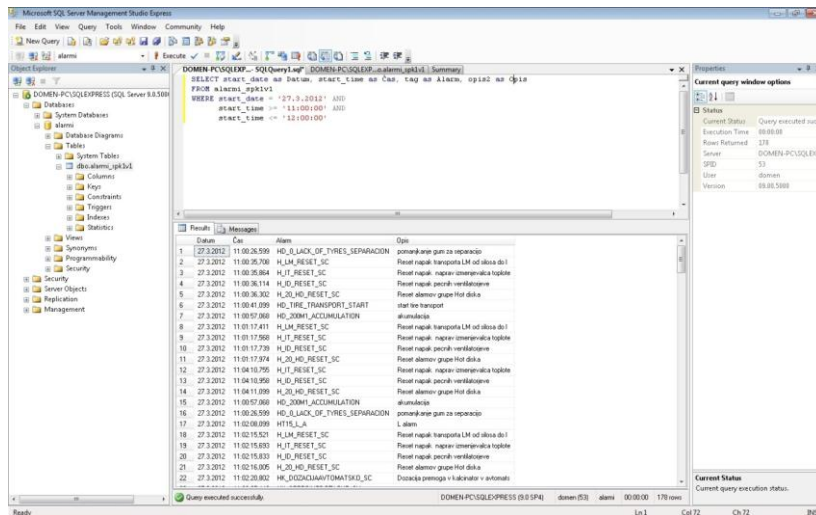 Microsoft SQL Server Management Studio Express
File Edit View Query Tools Window Community Help
New Query
alarmi
Execute
Object Explorer
DOMEN-PC\SQLEXPRESS (SQL Server 9.0.500
Databases
System Databases
alarmi
Database Diagrams
Tables
System Tables
dbo.alarmi_spk1v1
Columns
Keys
Constraints
Triggers
Indexes
Statistics
Views
Synonyms
Programmability
Security
Security
Server Objects
Replication
Management
DOMEN-PC\SQLEXP...- SQLQuery1.sql* DOMEN-PC\SQLEXP...o.alarmi_spk1v1 Summary
SELECT start_date as Datum, start_time as Čas, tag as Alarm, opis2 as Opis
FROM alarmi_spk1v1
WHERE start_date = '27.3.2012' AND
start_time >= '11:00:00' AND
start_time <= '12:00:00'
Results Messages
Datum Čas Alarm Opis
1 27.3.2012 11:00:26,599 HD_0_LACK_OF_TYRES_SEPARACION pomanjkanje gum za separacijo
2 27.3.2012 11:00:35,708 H_LM_RESET_SC Reset napak transporta LM od silosa do l
3 27.3.2012 11:00:35,864 H_IT_RESET_SC Reset napak naprav izmenjevalca toplote
4 27.3.2012 11:00:36,114 H_ID_RESET_SC Reset napak pecnih ventilatorjeve
5 27.3.2012 11:00:36,302 H_20_HD_RESET_SC Reset alamov grupe Hot diska
6 27.3.2012 11:00:41,099 HD_TIRE_TRANSPORT_START start tire transport
7 27.3.2012 11:00:57,068 HD_200M1_ACCUMULATION akumulacija
8 27.3.2012 11:01:17,411 H_LM_RESET_SC Reset napak transporta LM od silosa do l
9 27.3.2012 11:01:17,568 H_IT_RESET_SC Reset napak naprav izmenjevalca toplote
10 27.3.2012 11:01:17,739 H_ID_RESET_SC Reset napak pecnih ventilatorjeve
11 27.3.2012 11:01:17,974 H_20_HD_RESET_SC Reset alamov grupe Hot diska
12 27.3.2012 11:04:10,755 H_IT_RESET_SC Reset napak naprav izmenjevalca toplote
13 27.3.2012 11:04:10,958 H_ID_RESET_SC Reset napak pecnih ventilatorjeve
14 27.3.2012 11:04:11,099 H_20_HD_RESET_SC Reset alamov grupe Hot diska
15 27.3.2012 11:00:57,068 HD_200M1_ACCUMULATION akumulacija
16 27.3.2012 11:00:26,599 HD_0_LACK_OF_TYRES_SEPARACION pomanjkanje gum za separacijo
17 27.3.2012 11:02:08,099 HT15_L_A L alarm
18 27.3.2012 11:02:15,521 H_LM_RESET_SC Reset napak transporta LM od silosa do l
19 27.3.2012 11:02:15,693 H_IT_RESET_SC Reset napak naprav izmenjevalca toplote
20 27.3.2012 11:02:15,833 H_ID_RESET_SC Reset napak pecnih ventilatorjeve
21 27.3.2012 11:02:16,005 H_20_HD_RESET_SC Reset alamov grupe Hot diska
22 27.3.2012 11:02:20,802 HK_DOZACIJAAVTOMATSKO_SC Dozacija premoga v kalcinator v avtomats
Query executed successfully. DOMEN-PC\SQLEXPRESS (9.0 SP4) domen (53) alarmi 00:00:00 178 rows
Properties
Current query window options
Status
Current Status Query executed suc
Execution Time 00:00:00
Rows Returned 178
Server DOMEN-PC\SQLEX
SPID 53
User domen
Version 09.00.5000
Current Status
Current query execution status.
Ready Ln 1 Col 72 Ch 72 INS